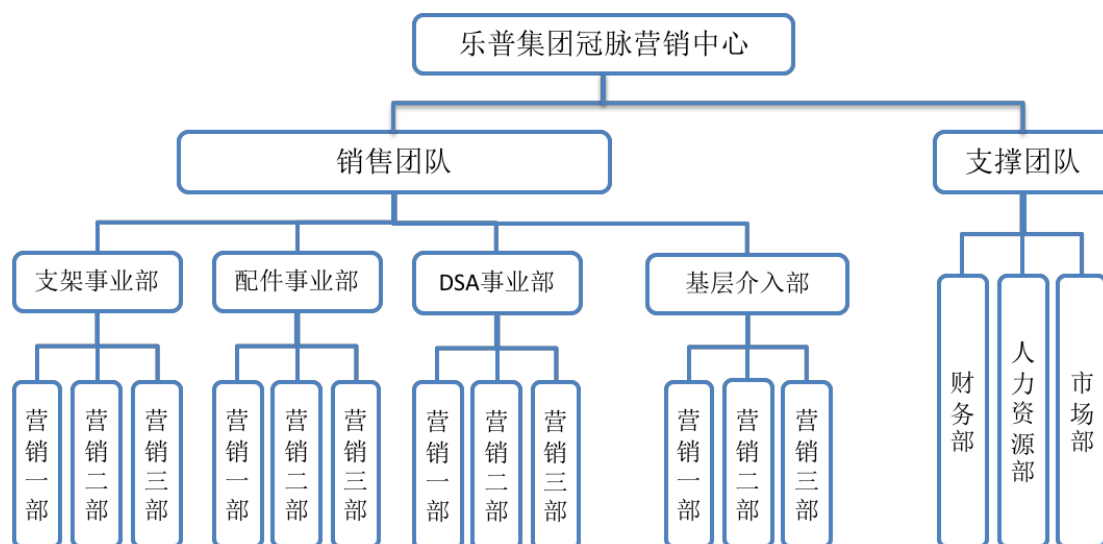 乐普集团冠脉营销中心
销售团队
支撑团队
支架事业部
配件事业部
DSA事业部
基层介入部
营销一部
营销二部
营销三部
营销一部
营销二部
营销三部
营销一部
营销二部
营销三部
营销一部
营销二部
营销三部
财务部
人力资源部
市场部